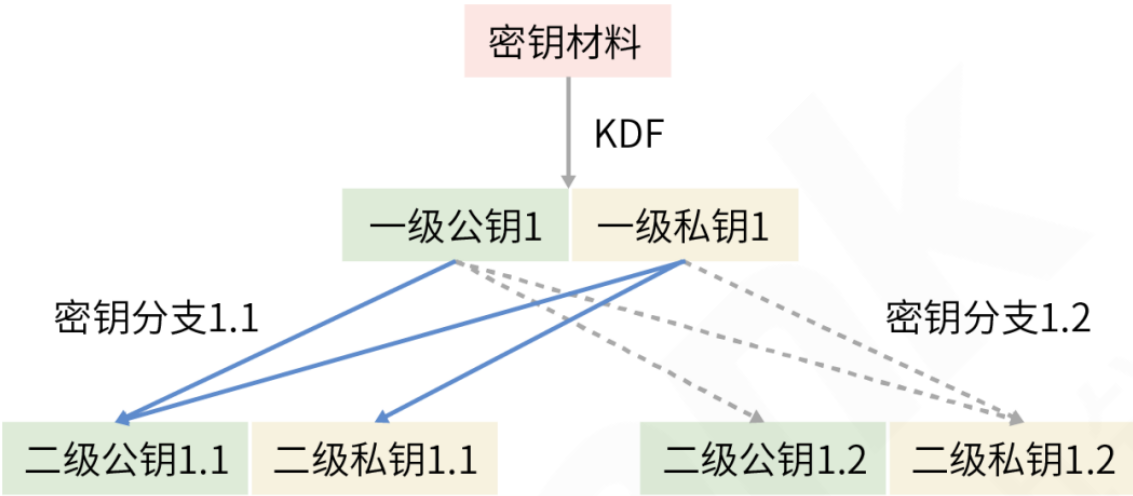 密钥材料
KDF
一级公钥1
一级私钥1
密钥分支1.1
密钥分支1.2
二级公钥1.1
二级私钥1.1
二级公钥1.2
二级私钥1.2